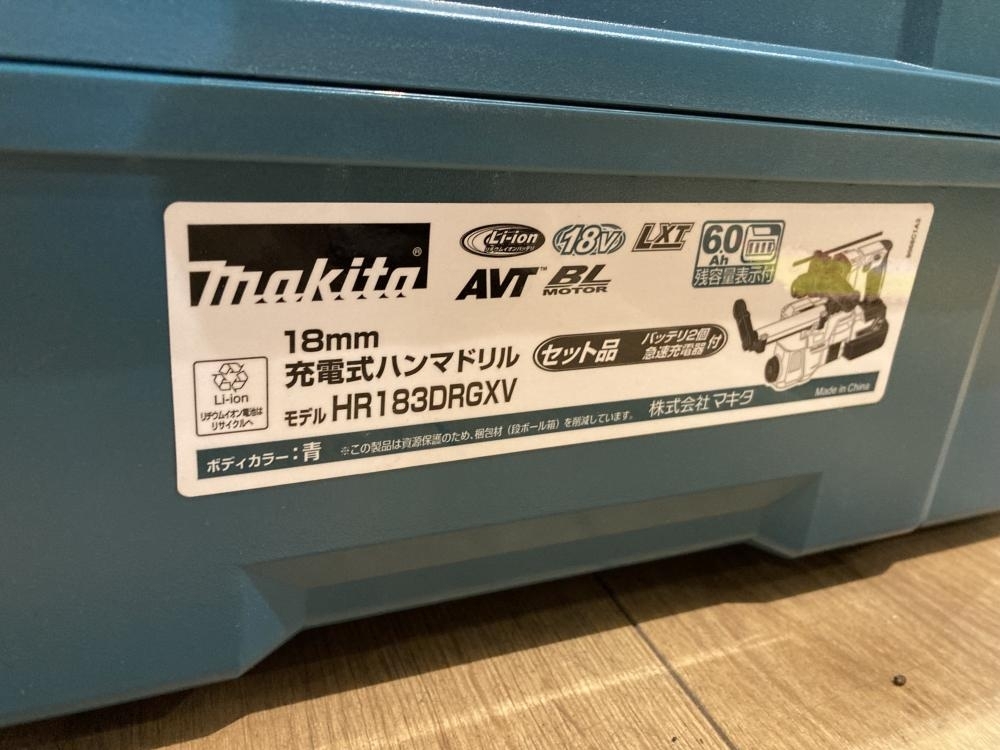 makita®
Li-ion
リチウムイオンバッテリ
18V
LXT
6.0Ah
残容量表示付
AVT™
BL
MOTOR
18mm
充電式ハンマドリル
モデル HR183DRGXV
セット品
バッテリ2個
急速充電器
付
Li-ion
リチウムイオン電池は
リサイクルへ
ボディカラー：青
※この製品は資源保護のため、梱包材（段ボール箱）を削減しています。
株式会社マキタ
Made in China